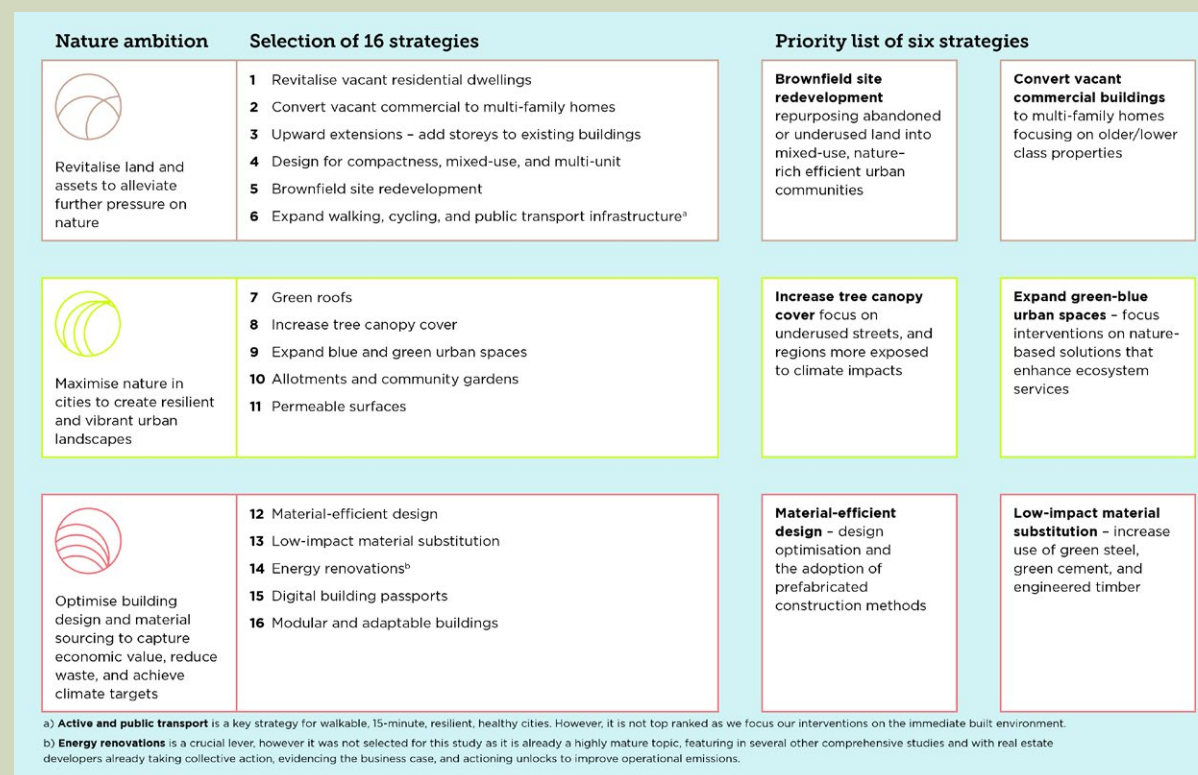 Nature ambition
Selection of 16 strategies
Priority list of six strategies
Revitalise land and
assets to alleviate
further pressure on
nature
1 Revitalise vacant residential dwellings
2 Convert vacant commercial to multi-family homes
3 Upward extensions – add storeys to existing buildings
4 Design for compactness, mixed-use, and multi-unit
5 Brownfield site redevelopment
6 Expand walking, cycling, and public transport infrastructureᵃ
Brownfield site
redevelopment
repurposing abandoned
or underused land into
mixed-use, nature–
rich efficient urban
communities
Convert vacant
commercial buildings
to multi-family homes
focusing on older/lower
class properties
Maximise nature in
cities to create resilient
and vibrant urban
landscapes
7 Green roofs
8 Increase tree canopy cover
9 Expand blue and green urban spaces
10 Allotments and community gardens
11 Permeable surfaces
Increase tree canopy
cover focus on
underused streets, and
regions more exposed
to climate impacts
Expand green-blue
urban spaces – focus
interventions on nature-
based solutions that
enhance ecosystem
services
Optimise building
design and material
sourcing to capture
economic value, reduce
waste, and achieve
climate targets
12 Material-efficient design
13 Low-impact material substitution
14 Energy renovationsᵇ
15 Digital building passports
16 Modular and adaptable buildings
Material-efficient
design – design
optimisation and
the adoption of
prefabricated
construction methods
Low-impact material
substitution – increase
use of green steel,
green cement, and
engineered timber
a) Active and public transport is a key strategy for walkable, 15-minute, resilient, healthy cities. However, it is not top ranked as we focus our interventions on the immediate built environment.
b) Energy renovations is a crucial lever, however it was not selected for this study as it is already a highly mature topic, featuring in several other comprehensive studies and with real estate
developers already taking collective action, evidencing the business case, and actioning unlocks to improve operational emissions.